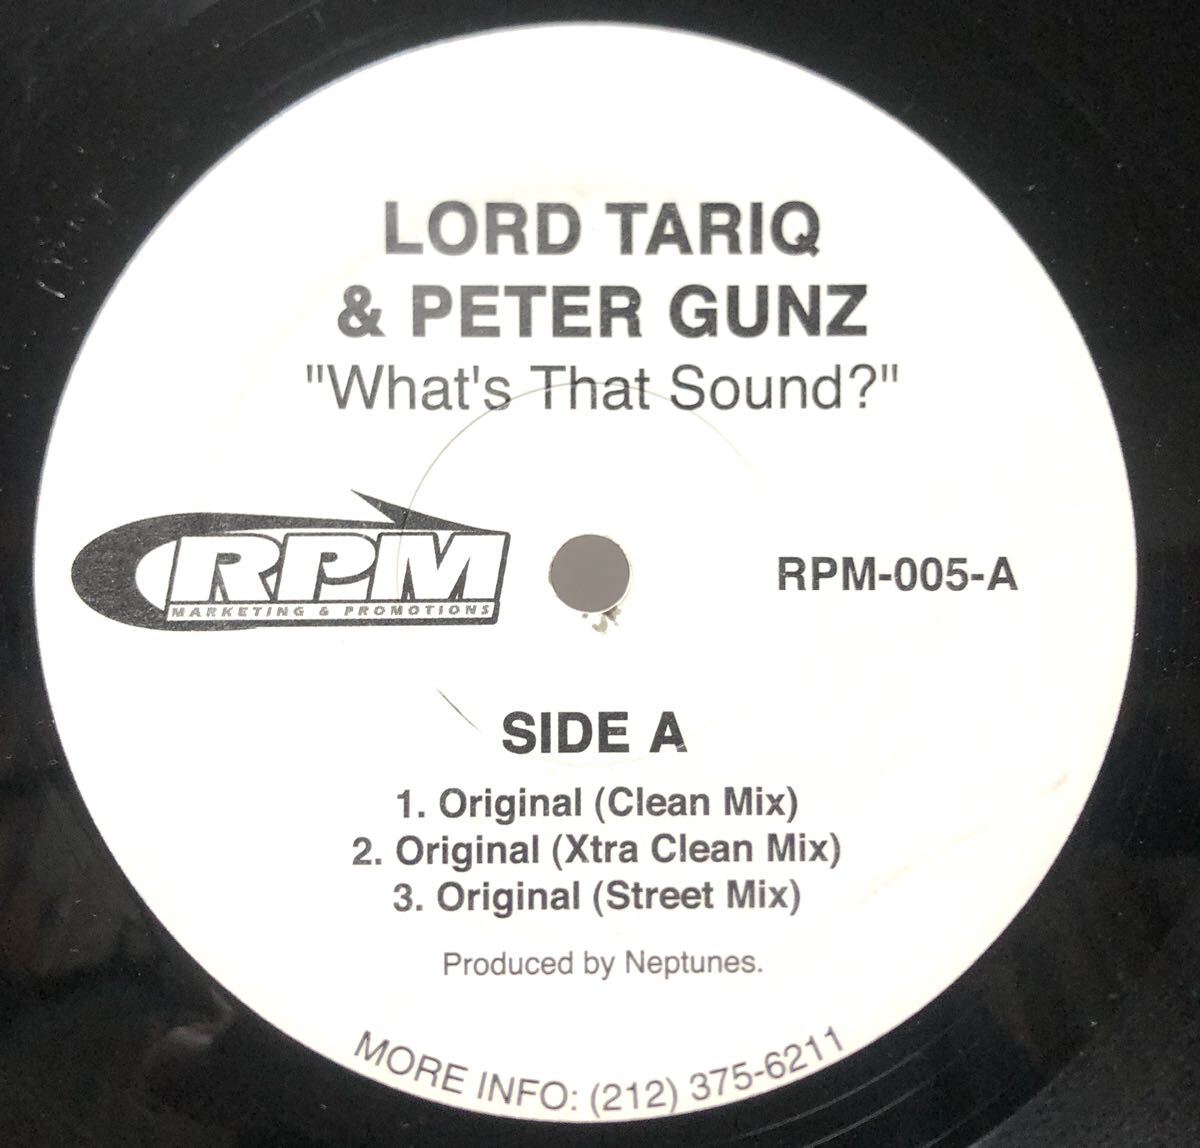 LORD TARIQ
& PETER GUNZ
"What's That Sound?"
RPM
MARKETING & PROMOTIONS
RPM-005-A
SIDE A
1. Original (Clean Mix)
2. Original (Xtra Clean Mix)
3. Original (Street Mix)
Produced by Neptunes.
MORE INFO: (212) 375-6211